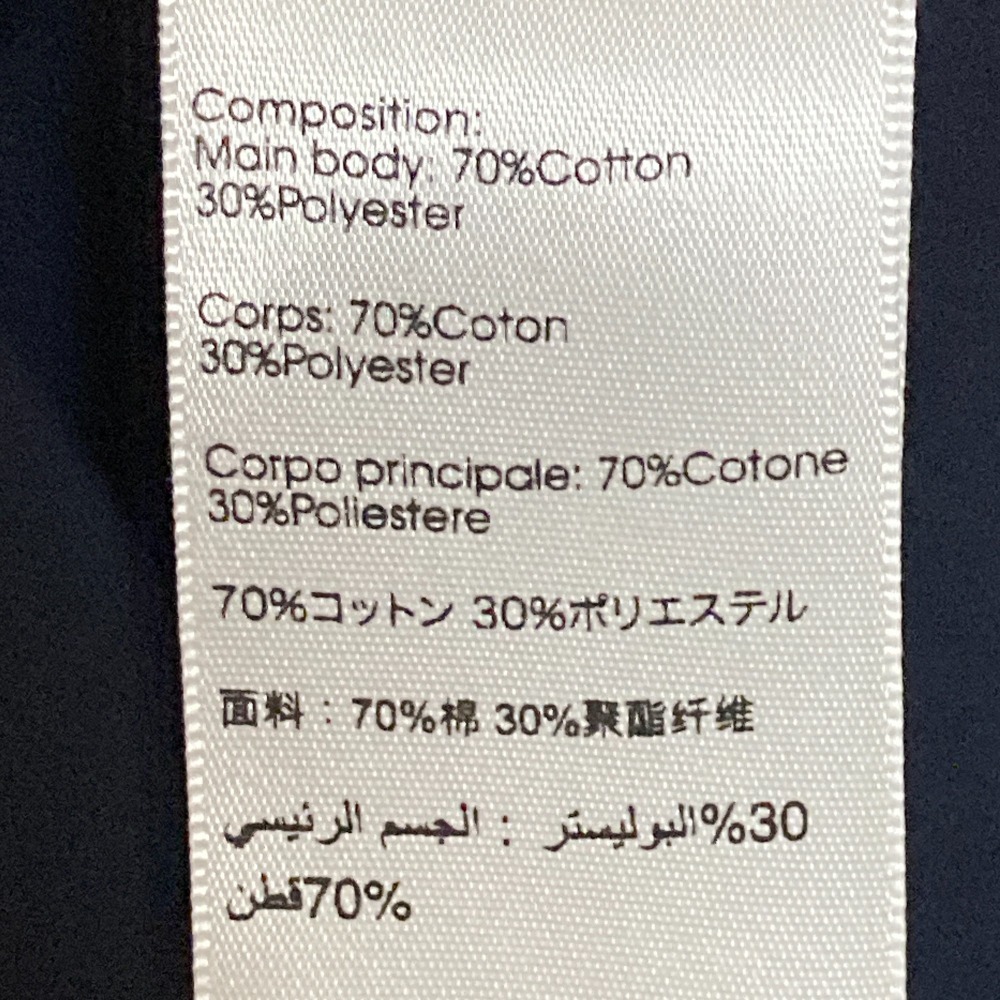 Composition:
Main body: 70%Cotton
30%Polyester
Corps: 70%Coton
30%Polyester
Corpo principale: 70%Cotone
30%Poliestere
70%コットン 30%ポリエステル
面料：70%棉 30%聚酯纤维
30%البوليستر : الجسم الرئيسي
70%قطن